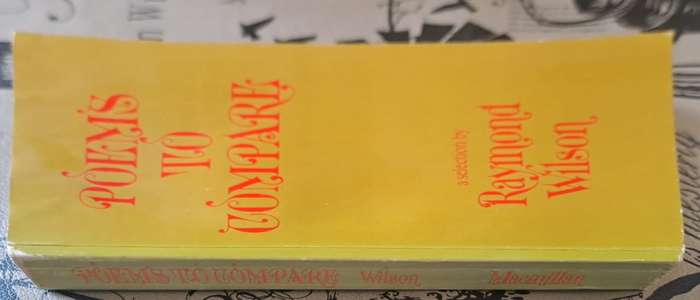 POEMS
TO
COMPARE
a selection by
Raymond
Wilson
POEMS TO COMPARE Wilson Macmillan